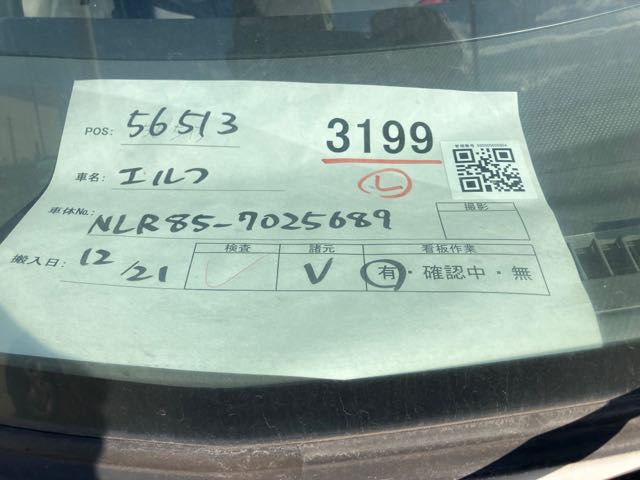 POS: 56513
3199
車名: エルフ
Ⓛ
車体No.: NLR85-7025689
撮影
搬入日: 12/21
検査 諸元 看板作業
✓ V 有・確認中・無